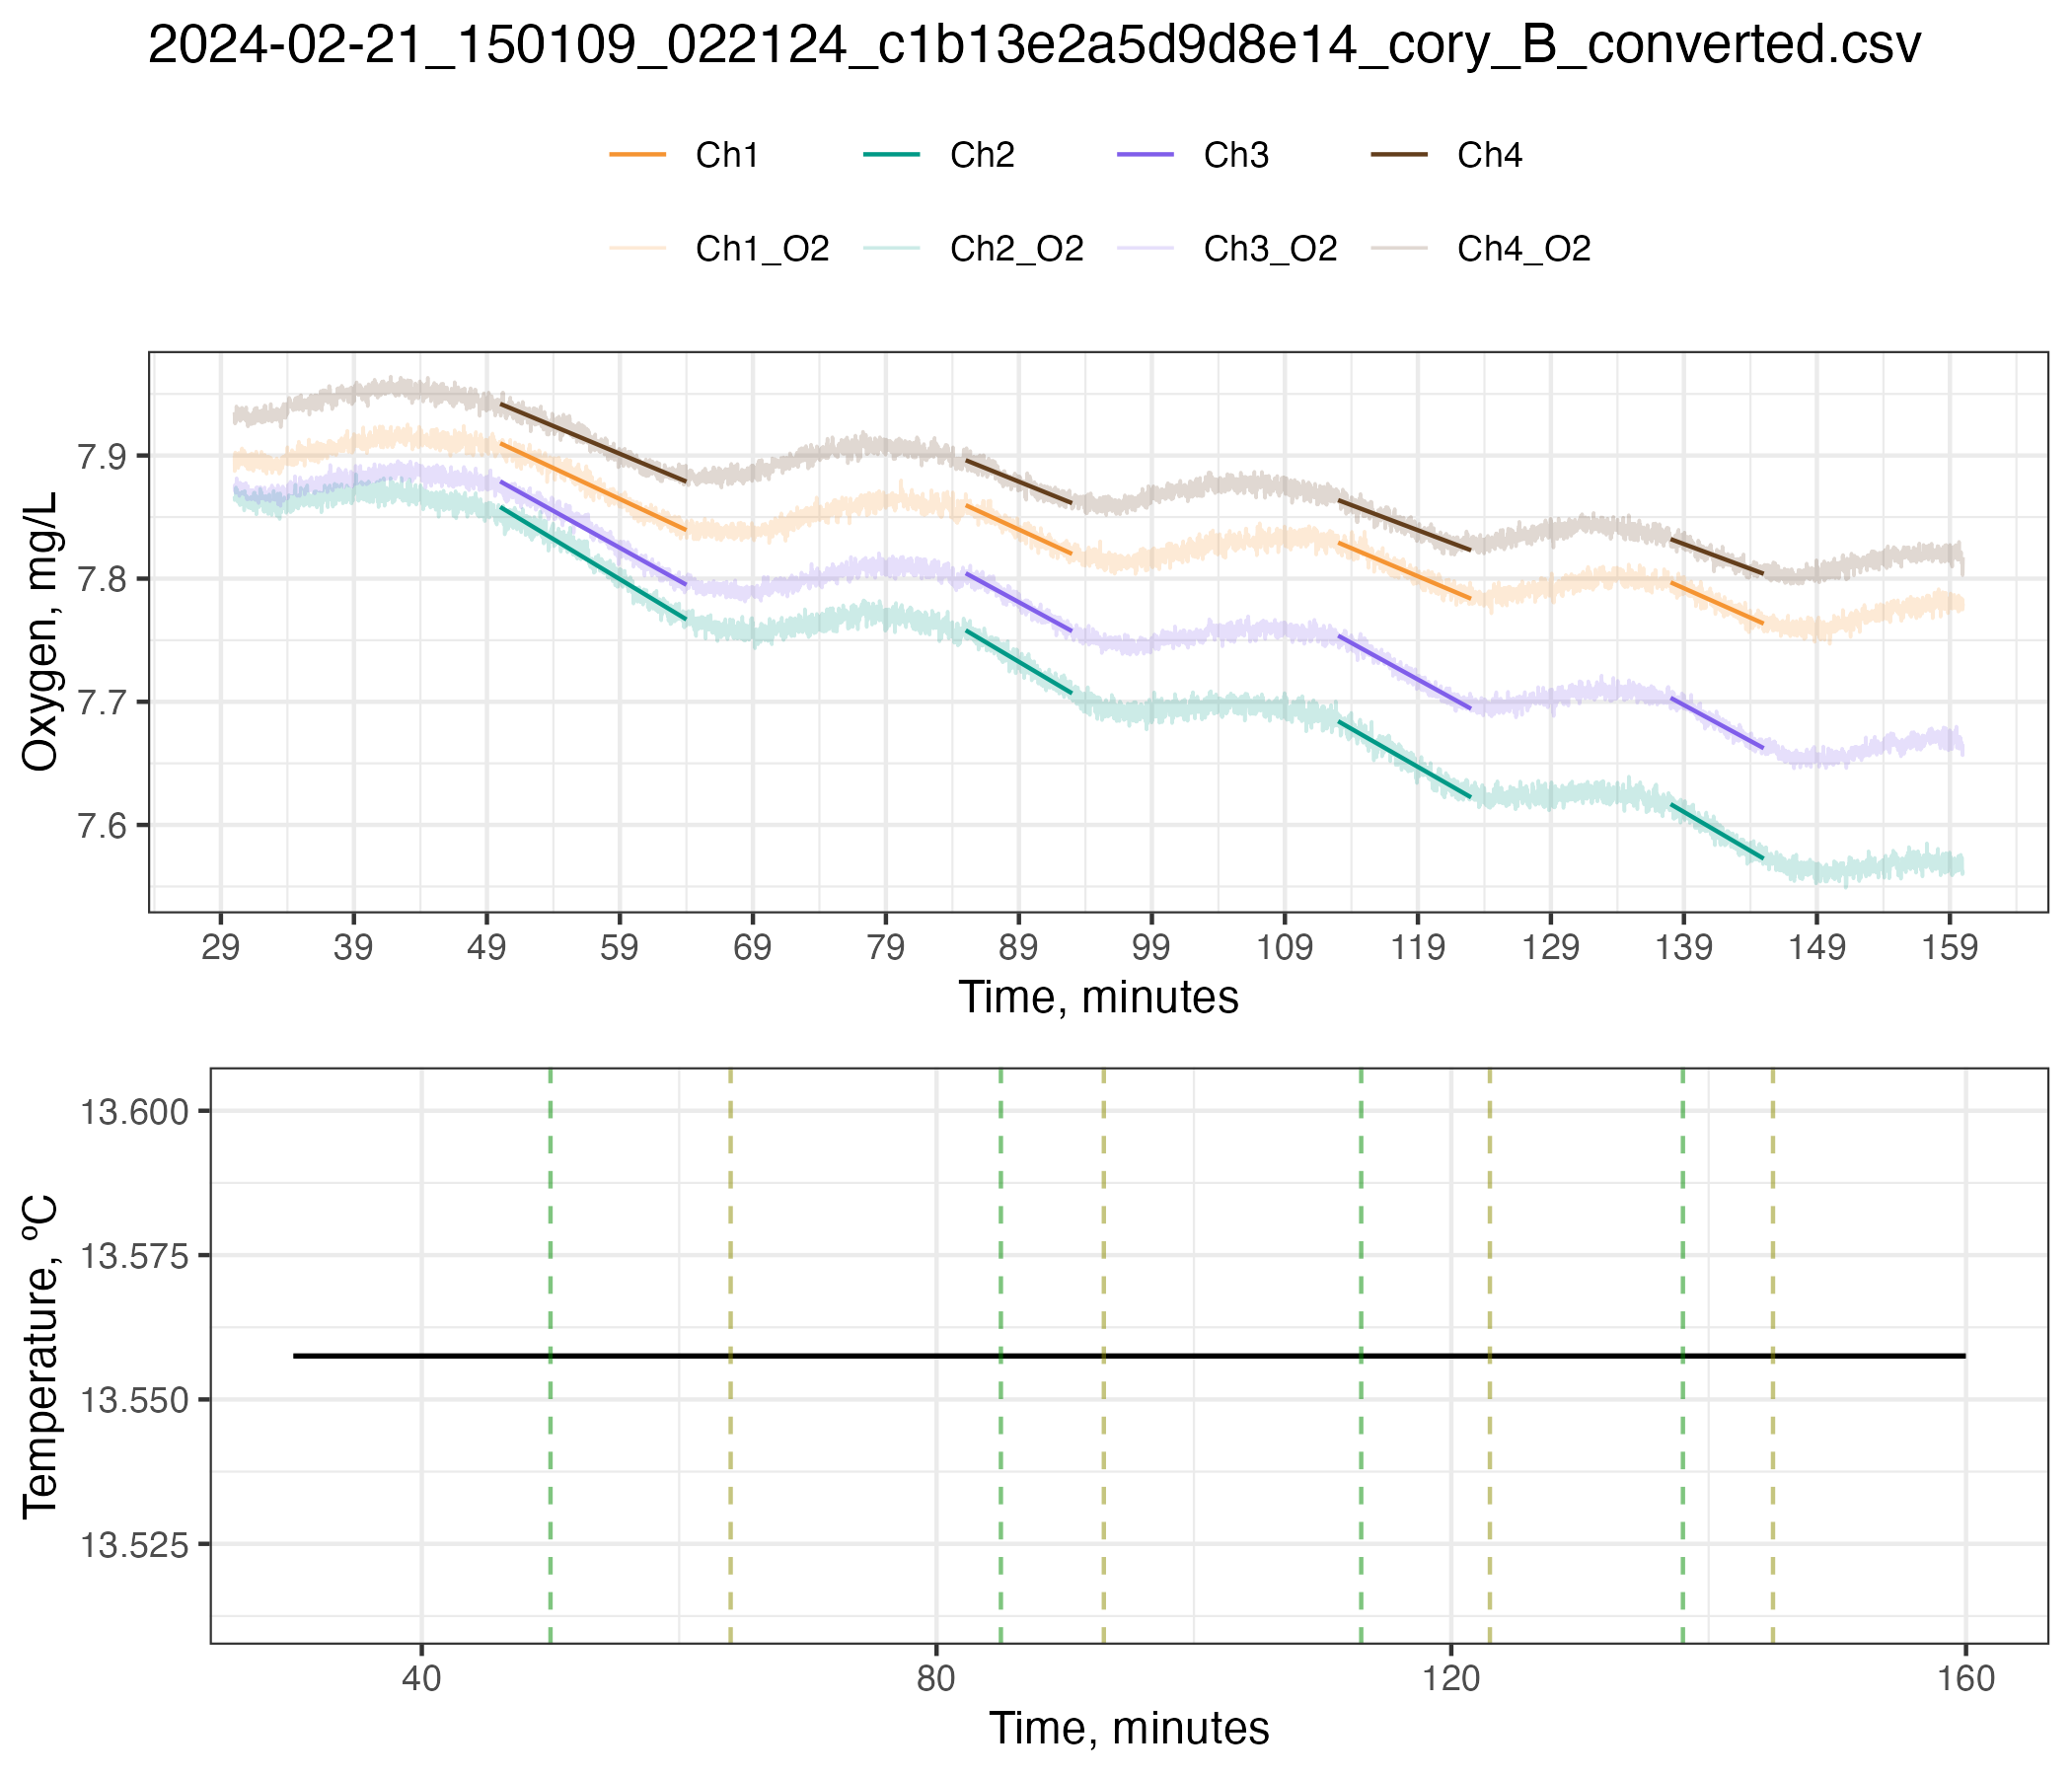 2024-02-21_150109_022124_c1b13e2a5d9d8e14_cory_B_converted.csv
Ch1 Ch2 Ch3 Ch4
Ch1_O2 Ch2_O2 Ch3_O2 Ch4_O2
Oxygen, mg/L
7.9
7.8
7.7
7.6
29 39 49 59 69 79 89 99 109 119 129 139 149 159
Time, minutes
Temperature, ºC
13.600
13.575
13.550
13.525
40 80 120 160
Time, minutes